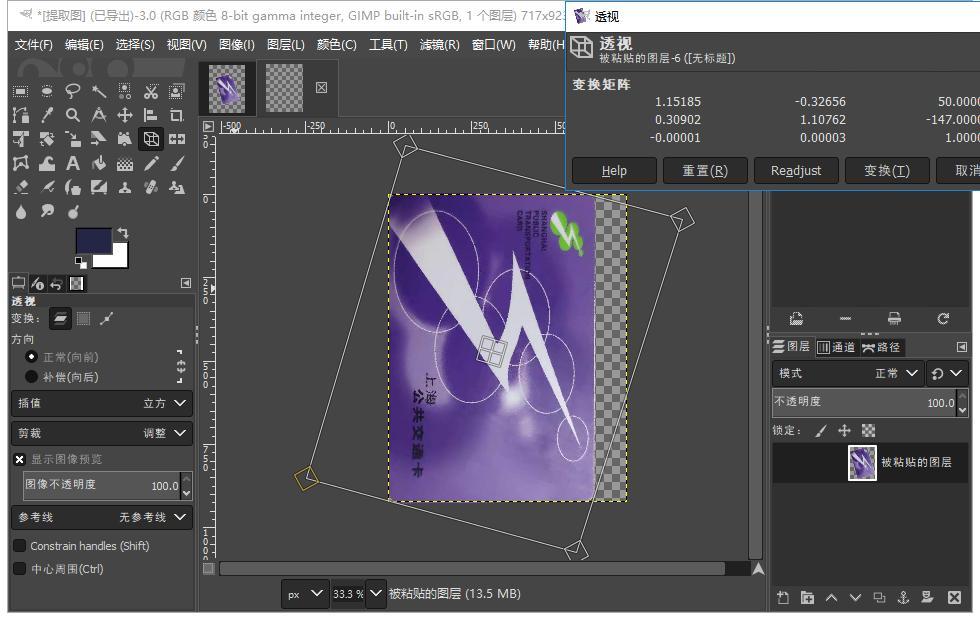 *[提取图] (已导出)-3.0 (RGB 颜色 8-bit gamma integer, GIMP built-in sRGB, 1 个图层) 717x923
文件(F) 编辑(E) 选择(S) 视图(V) 图像(I) 图层(L) 颜色(C) 工具(T) 滤镜(R) 窗口(W) 帮助(H
透视
透视
被粘贴的图层-6 ([无标题])
变换矩阵
1.15185 -0.32656 50.0000
0.30902 1.10762 -147.0000
-0.00001 0.00003 1.0000
Help 重置(R) Readjust 变换(T) 取消
-500 -250 0 250 50
0
250
500
750
1000
SHANGHAI
PUBLIC
TRANSPORTATION
CARD
上海
公共交通卡
透视
变换:
方向
正常(向前)
补偿(向后)
插值 立方
剪裁 调整
显示图像预览
图像不透明度 100.0
参考线 无参考线
Constrain handles (Shift)
中心周围(Ctrl)
px 33.3 % 被粘贴的图层 (13.5 MB)
图层 通道 路径
模式 正常
不透明度 100.0
锁定:
被粘贴的图层